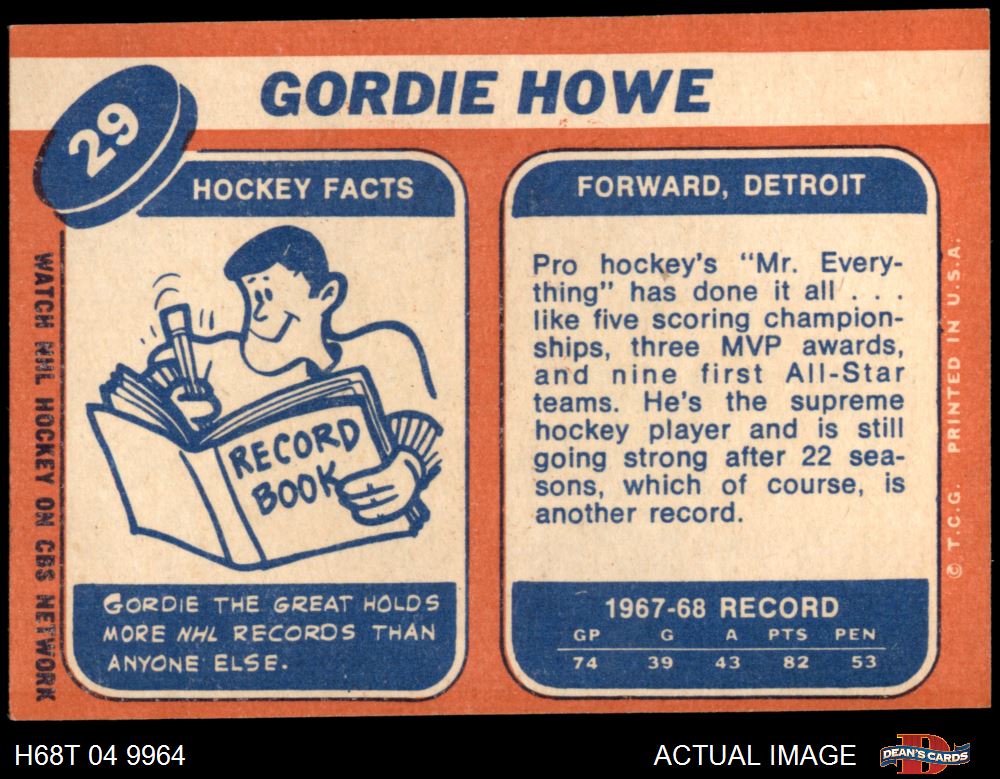 GORDIE HOWE
29
HOCKEY FACTS
RECORD
BOOK
GORDIE THE GREAT HOLDS
MORE NHL RECORDS THAN
ANYONE ELSE.
WATCH NHL HOCKEY ON CBS NETWORK
FORWARD, DETROIT
Pro hockey's "Mr. Every-
thing" has done it all . . .
like five scoring champion-
ships, three MVP awards,
and nine first All-Star
teams. He's the supreme
hockey player and is still
going strong after 22 sea-
sons, which of course, is
another record.
1967-68 RECORD
GP G A PTS PEN
74 39 43 82 53
© T.C.G. PRINTED IN U.S.A.
H68T 04 9964
ACTUAL IMAGE
DEAN'S CARDS